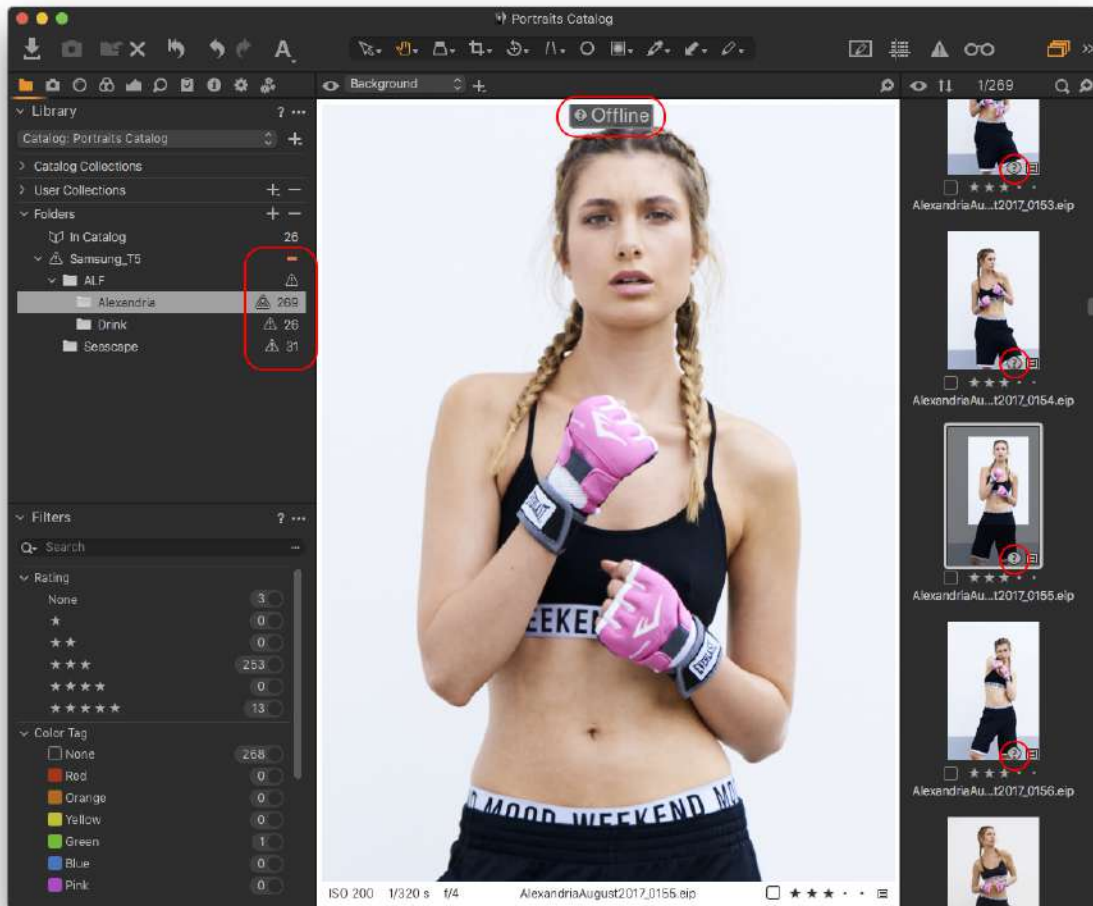 Portraits Catalog
A
Background
1/269
Library
? ...
Catalog: Portraits Catalog
Catalog Collections
User Collections
Folders
In Catalog 26
Samsung_T5
ALF
Alexandria 269
Drink 26
Seascape 31
Filters
? ...
Search
Rating
None 3
★ 0
★★ 0
★★★ 253
★★★★ 0
★★★★★ 13
Color Tag
None 268
Red 0
Orange 0
Yellow 0
Green 1
Blue 0
Pink 0
Offline
EVERLAST
EEKE
EVERLAST
MOOD WEEKEND MO
ISO 200 1/320 s f/4 AlexandriaAugust2017_0155.eip ★★★
★★★
AlexandriaAu...t2017_0153.eip
★★★
AlexandriaAu...t2017_0154.eip
★★★
AlexandriaAu...t2017_0155.eip
★★★
AlexandriaAu...t2017_0156.eip